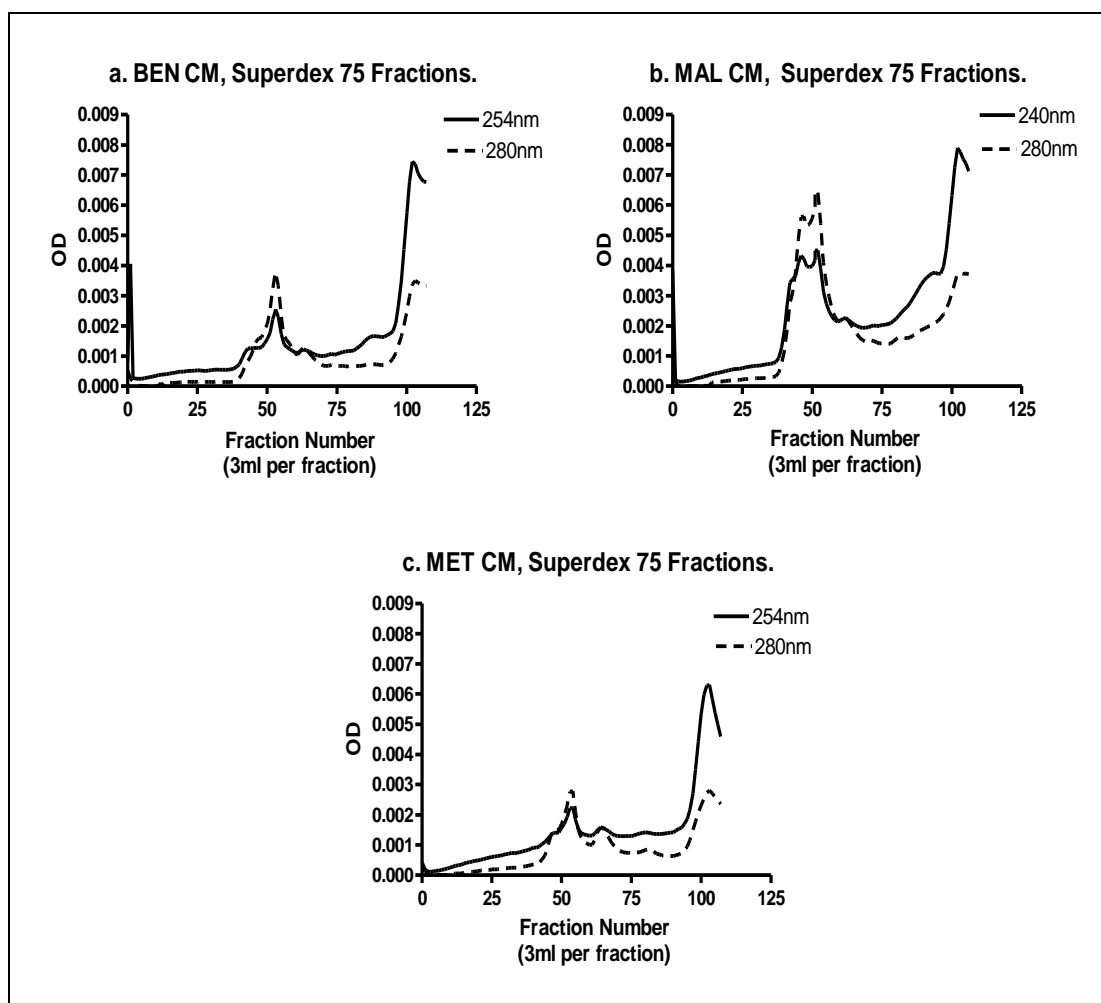 a. BEN CM, Superdex 75 Fractions.
254nm
280nm
0.009
0.008
0.007
0.006
0.005
0.004
0.003
0.002
0.001
0.000
OD
0 25 50 75 100 125
Fraction Number
(3ml per fraction)
b. MAL CM, Superdex 75 Fractions.
240nm
280nm
0.009
0.008
0.007
0.006
0.005
0.004
0.003
0.002
0.001
0.000
OD
0 25 50 75 100 125
Fraction Number
(3ml per fraction)
c. MET CM, Superdex 75 Fractions.
254nm
280nm
0.009
0.008
0.007
0.006
0.005
0.004
0.003
0.002
0.001
0.000
OD
0 25 50 75 100 125
Fraction Number
(3ml per fraction)